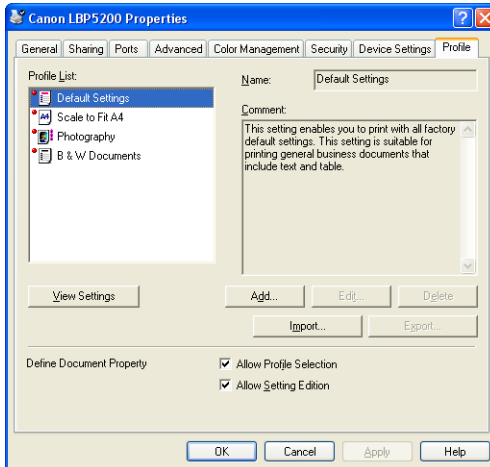 Canon LBP5200 Properties
General Sharing Ports Advanced Color Management Security Device Settings Profile
Profile List:
Default Settings
Scale to Fit A4
Photography
B & W Documents
Name: Default Settings
Comment:
This setting enables you to print with all factory
default settings. This setting is suitable for
printing general business documents that
include text and table.
View Settings Add... Edit... Delete
Import... Export...
Define Document Property
Allow Profile Selection
Allow Setting Edition
OK Cancel Apply Help